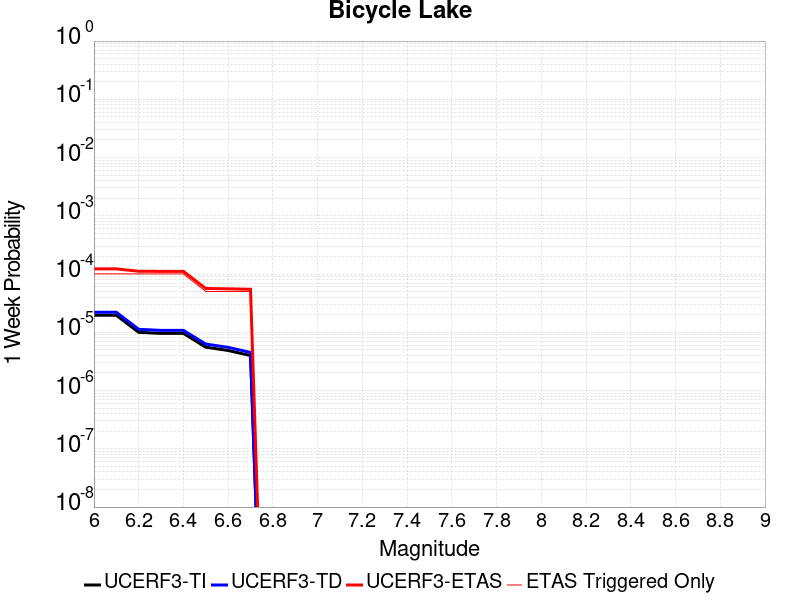 Bicycle Lake
10^0
10^-1
10^-2
10^-3
10^-4
10^-5
10^-6
10^-7
10^-8
1 Week Probability
6 6.2 6.4 6.6 6.8 7 7.2 7.4 7.6 7.8 8 8.2 8.4 8.6 8.8 9
Magnitude
UCERF3-TI UCERF3-TD UCERF3-ETAS ETAS Triggered Only